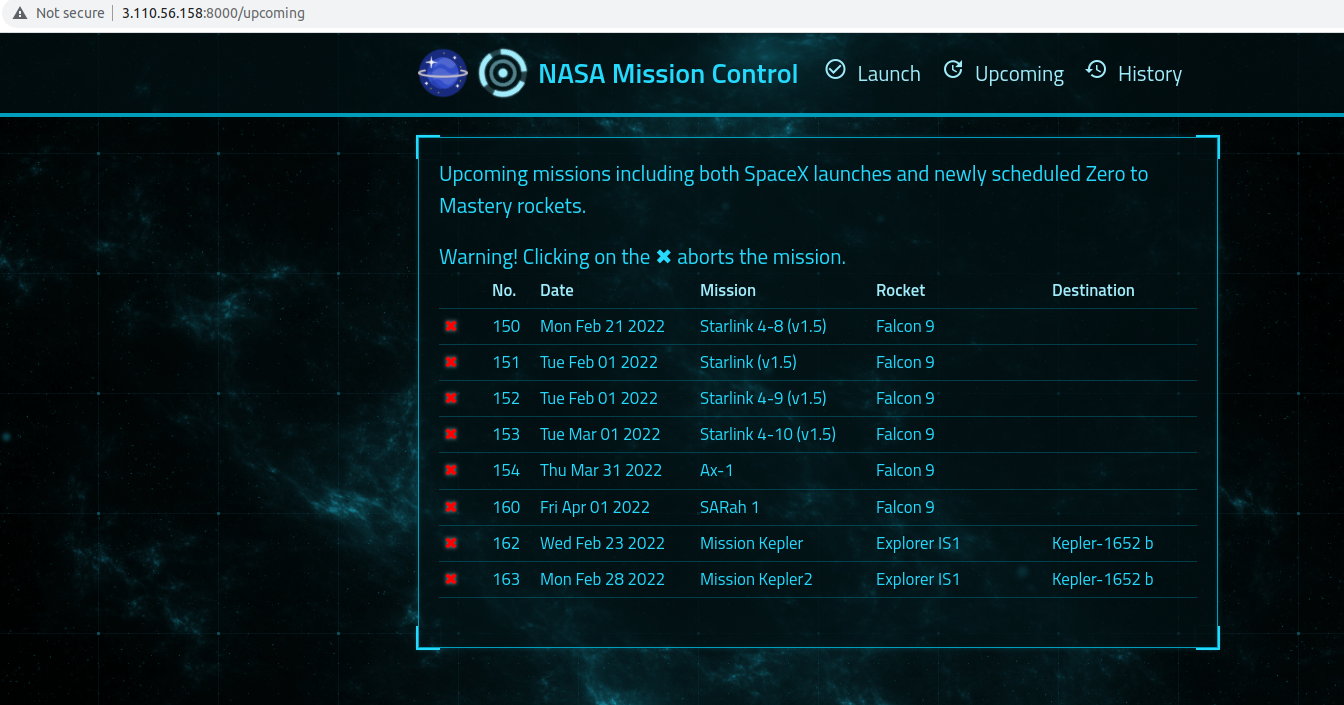 Not secure 3.110.56.158:8000/upcoming
NASA Mission Control Launch Upcoming History
Upcoming missions including both SpaceX launches and newly scheduled Zero to
Mastery rockets.
Warning! Clicking on the ✖ aborts the mission.
No. Date Mission Rocket Destination
✖ 150 Mon Feb 21 2022 Starlink 4-8 (v1.5) Falcon 9
✖ 151 Tue Feb 01 2022 Starlink (v1.5) Falcon 9
✖ 152 Tue Feb 01 2022 Starlink 4-9 (v1.5) Falcon 9
✖ 153 Tue Mar 01 2022 Starlink 4-10 (v1.5) Falcon 9
✖ 154 Thu Mar 31 2022 Ax-1 Falcon 9
✖ 160 Fri Apr 01 2022 SARah 1 Falcon 9
✖ 162 Wed Feb 23 2022 Mission Kepler Explorer IS1 Kepler-1652 b
✖ 163 Mon Feb 28 2022 Mission Kepler2 Explorer IS1 Kepler-1652 b